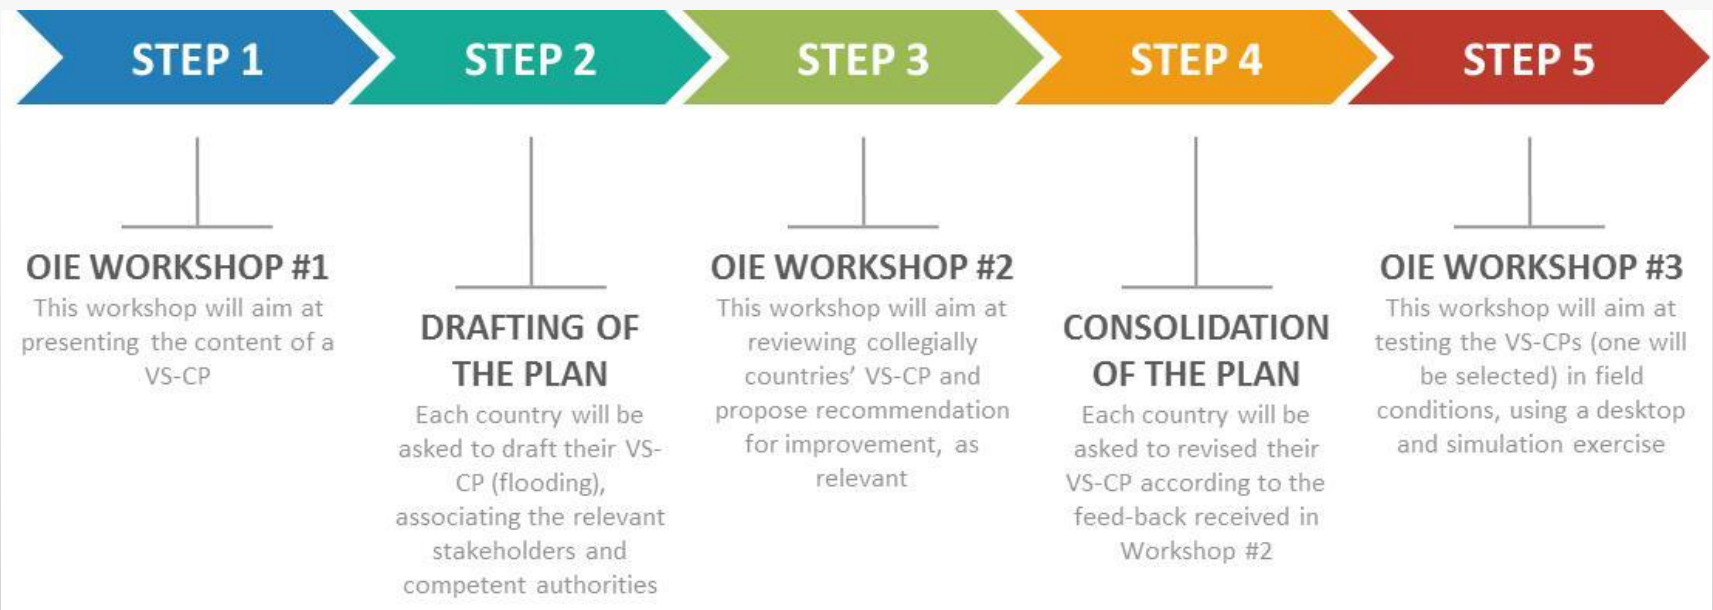 STEP 1
STEP 2
STEP 3
STEP 4
STEP 5
OIE WORKSHOP #1
This workshop will aim at
presenting the content of a
VS-CP
DRAFTING OF
THE PLAN
Each country will be
asked to draft their VS-
CP (flooding),
associating the relevant
stakeholders and
competent authorities
OIE WORKSHOP #2
This workshop will aim at
reviewing collegially
countries’ VS-CP and
propose recommendation
for improvement, as
relevant
CONSOLIDATION
OF THE PLAN
Each country will be
asked to revised their
VS-CP according to the
feed-back received in
Workshop #2
OIE WORKSHOP #3
This workshop will aim at
testing the VS-CPs (one will
be selected) in field
conditions, using a desktop
and simulation exercise